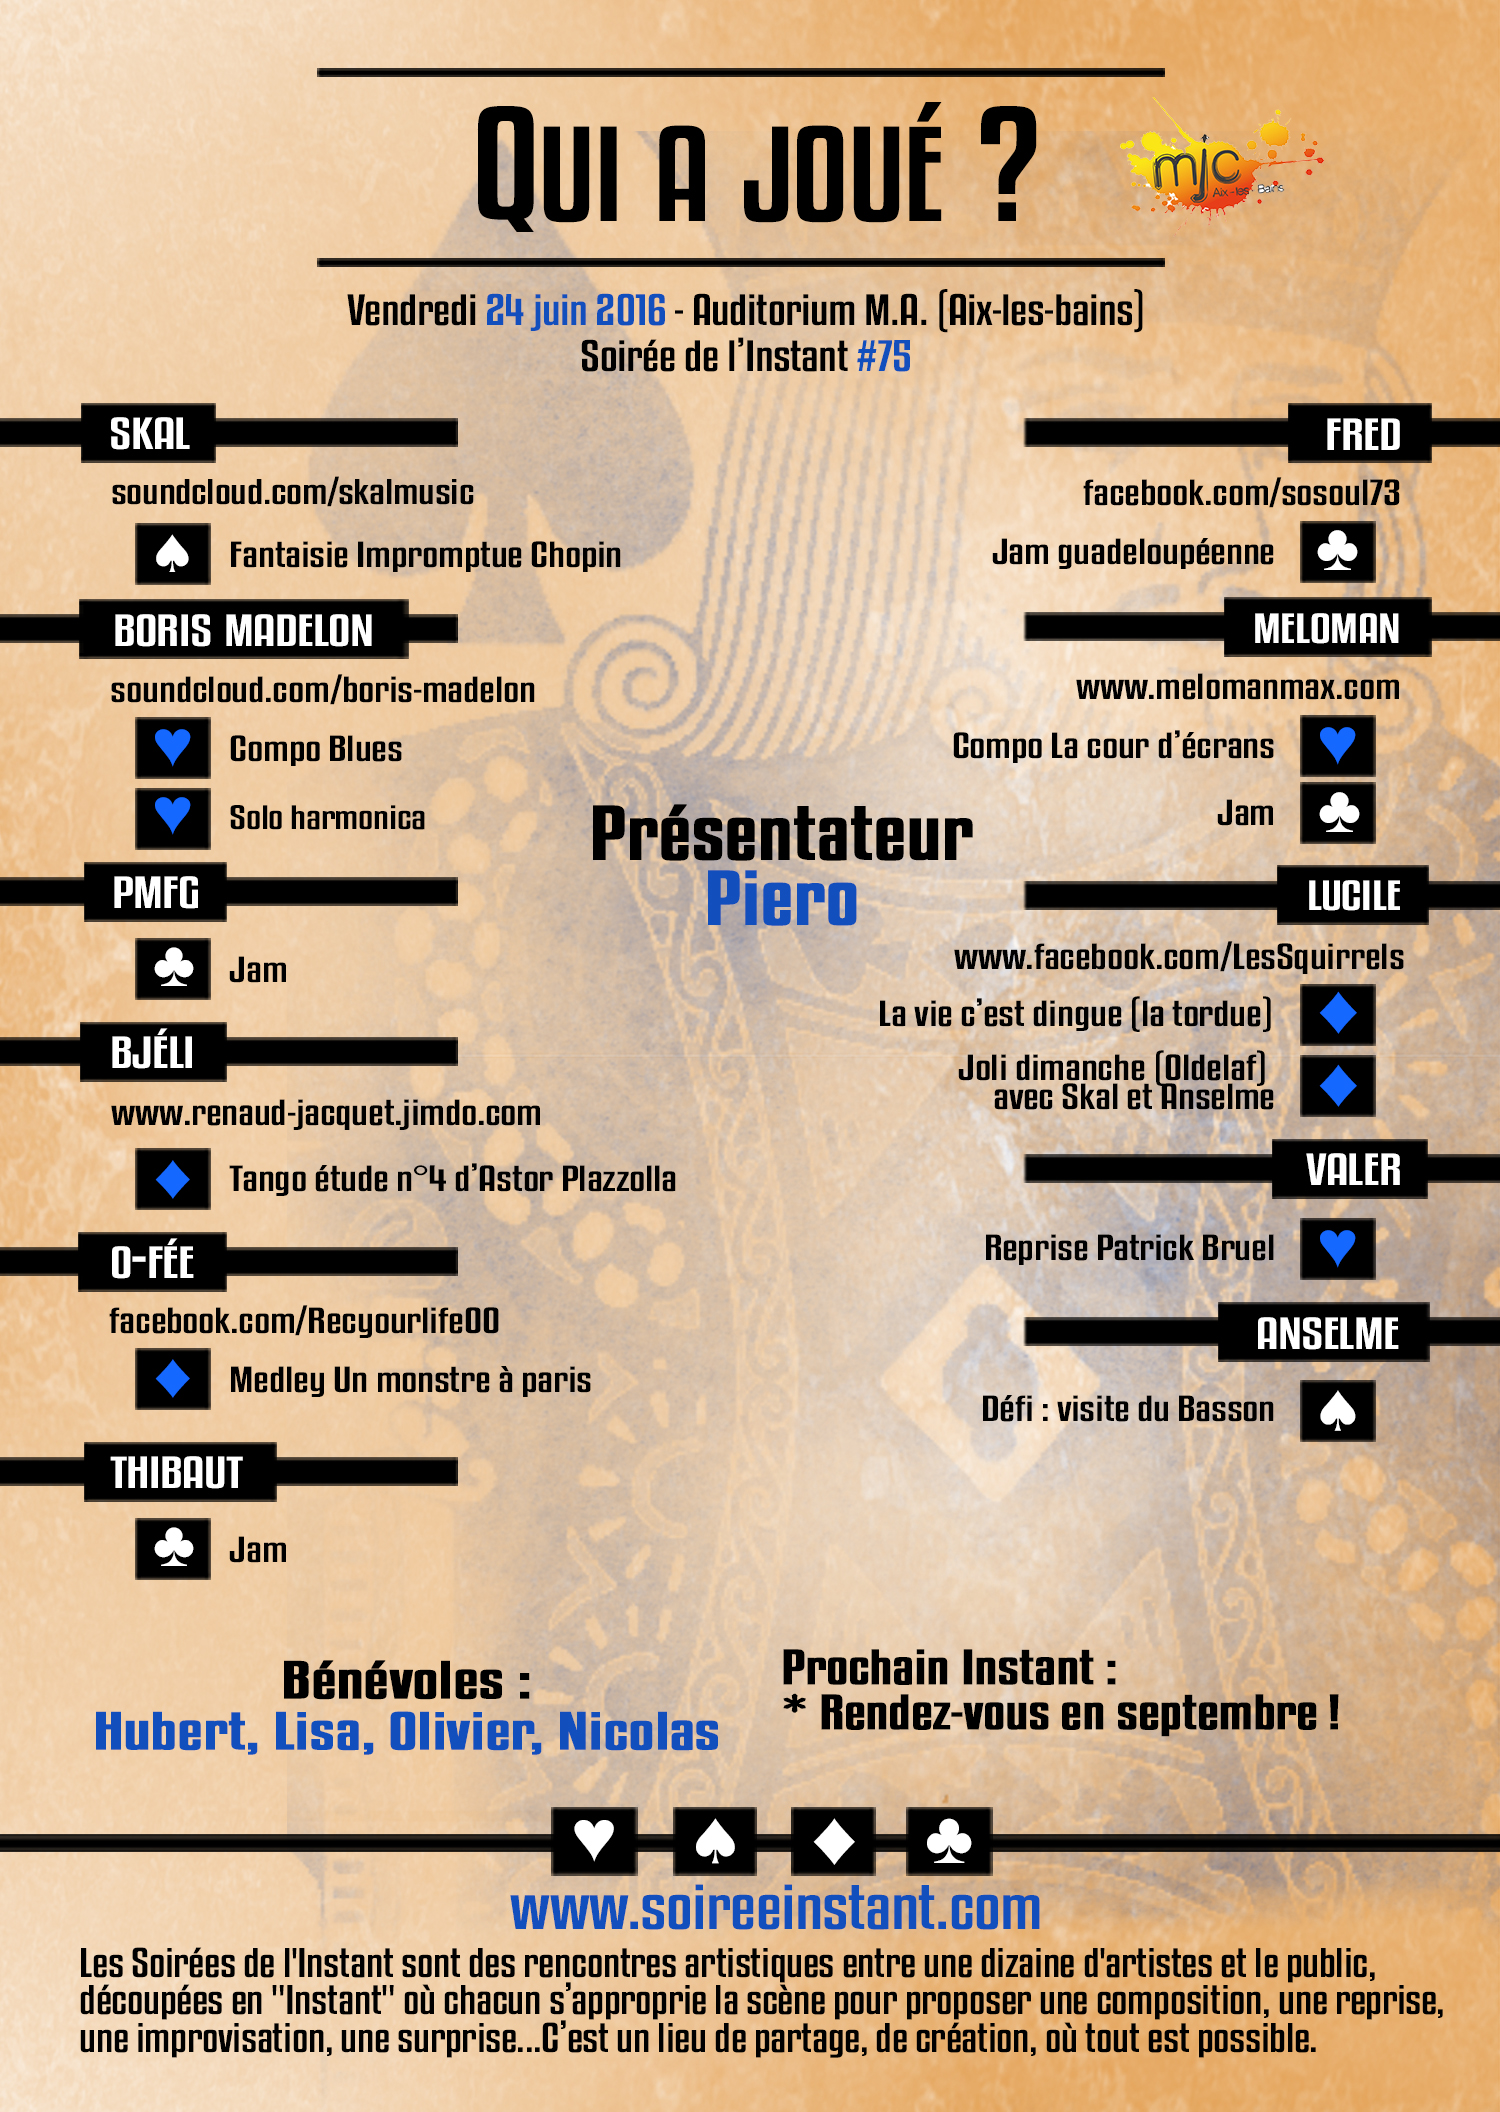 QUI A JOUÉ ?
mjc
Aix-les-Bains
Vendredi 24 juin 2016 - Auditorium M.A. (Aix-les-bains)
Soirée de l'Instant #75
SKAL
soundcloud.com/skalmusic
Fantaisie Impromptue Chopin
BORIS MADELON
soundcloud.com/boris-madelon
Compo Blues
Solo harmonica
PMFG
Jam
BJÉLI
www.renaud-jacquet.jimdo.com
Tango étude n°4 d'Astor PIazzolla
O-FÉE
facebook.com/Recyourlife00
Medley Un monstre à paris
THIBAUT
Jam
Présentateur
Piero
FRED
facebook.com/sosoul73
Jam guadeloupéenne
MELOMAN
www.melomanmax.com
Compo La cour d'écrans
Jam
LUCILE
www.facebook.com/LesSquirrels
La vie c'est dingue (la tordue)
Joli dimanche (Oldelaf)
avec Skal et Anselme
VALER
Reprise Patrick Bruel
ANSELME
Défi : visite du Basson
Bénévoles :
Hubert, Lisa, Olivier, Nicolas
Prochain Instant :
* Rendez-vous en septembre !
www.soireeinstant.com
Les Soirées de l'Instant sont des rencontres artistiques entre une dizaine d'artistes et le public,
découpées en "Instant" où chacun s'approprie la scène pour proposer une composition, une reprise,
une improvisation, une surprise...C'est un lieu de partage, de création, où tout est possible.